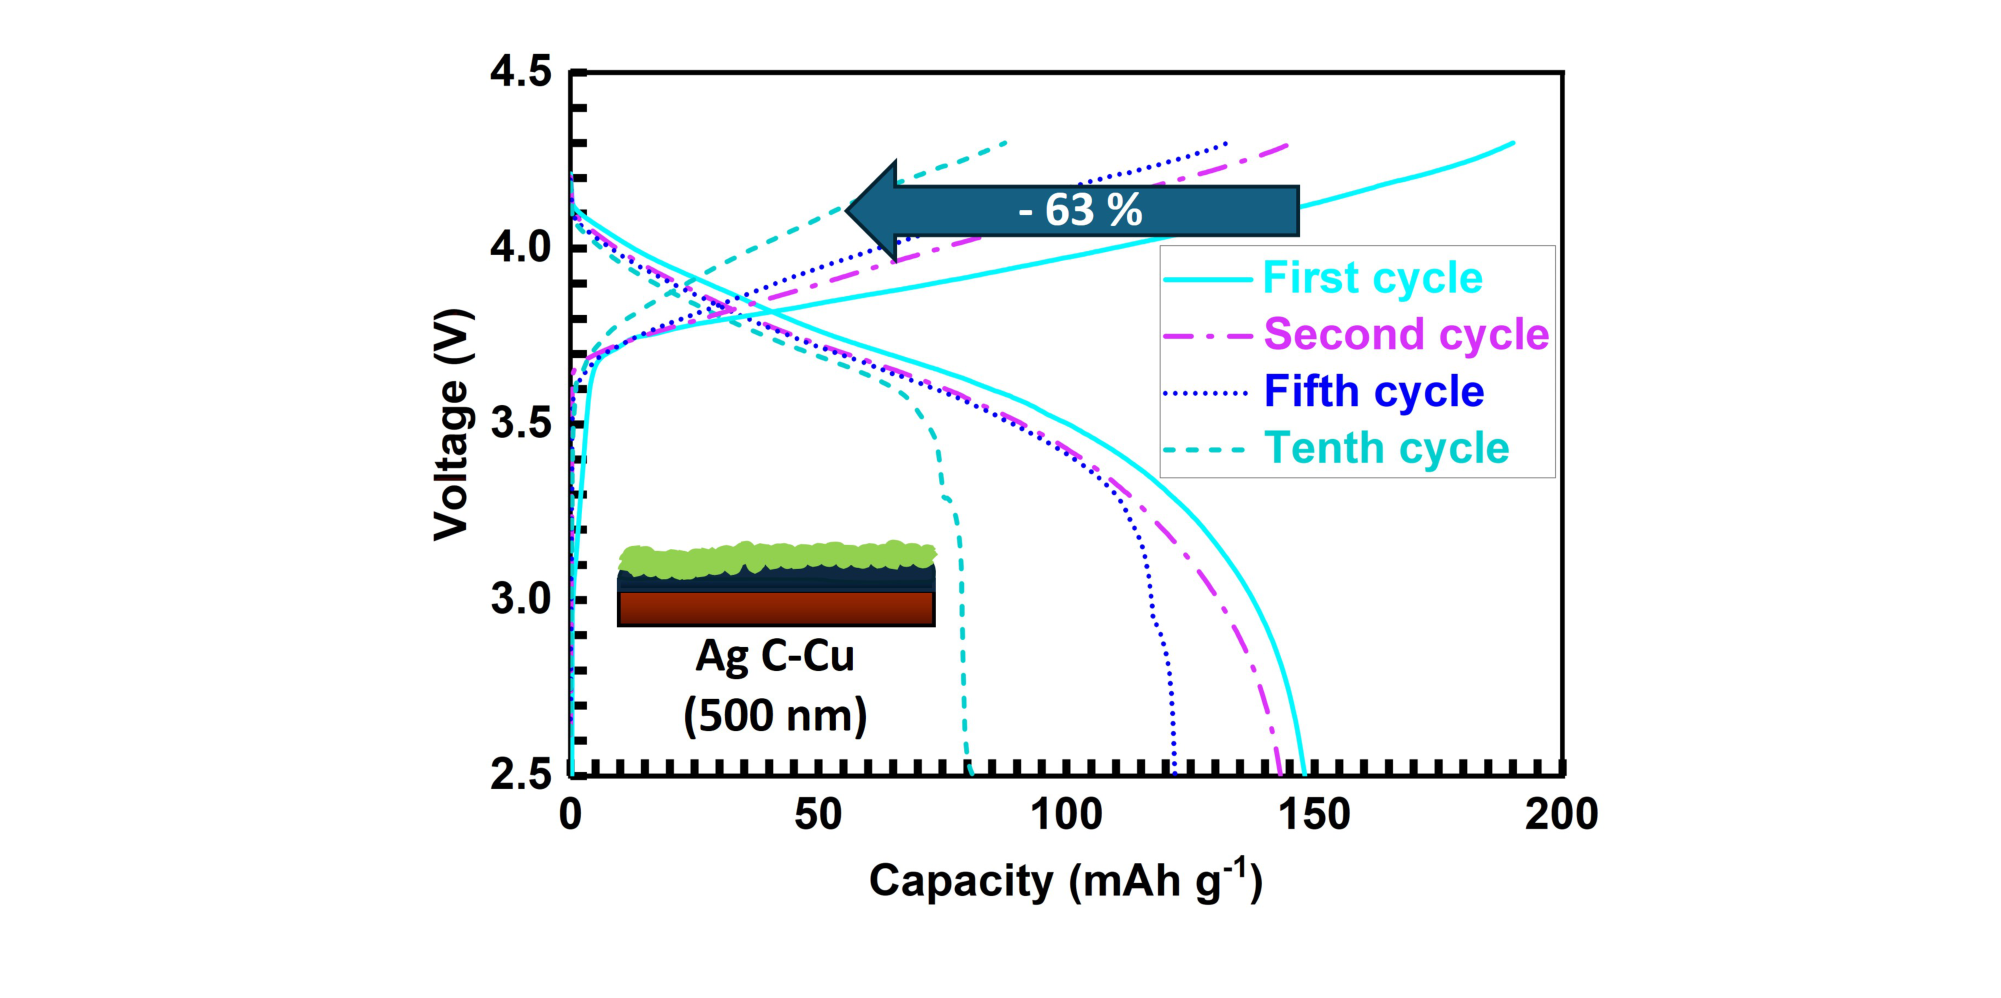 4.5
4.0
3.5
3.0
2.5
Voltage (V)
- 63 %
First cycle
Second cycle
Fifth cycle
Tenth cycle
Ag C-Cu
(500 nm)
0 50 100 150 200
Capacity (mAh g⁻¹)